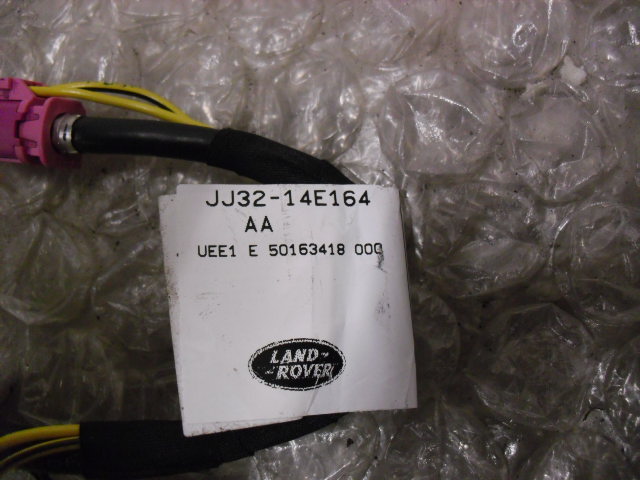 JJ32-14E164
AA
UEE1 E 50163418 000
LAND-
-ROVER